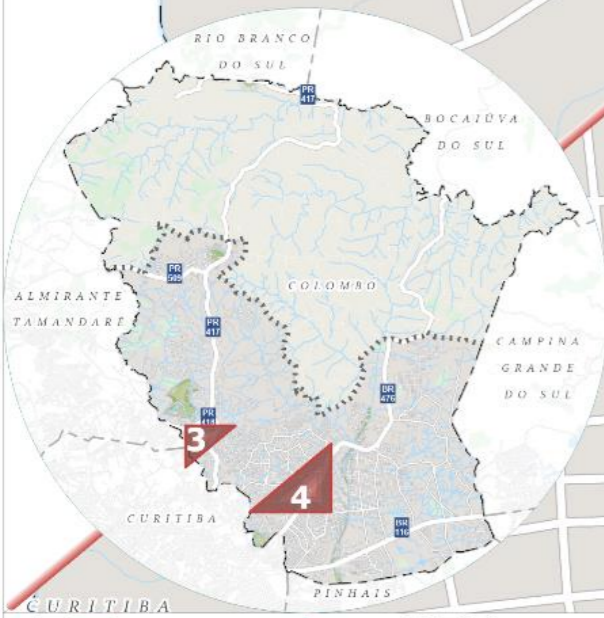 RIO BRANCO
DO SUL
PR
417
BOCAIÚVA
DO SUL
PR
509
COLOMBO
ALMIRANTE
TAMANDARÉ
PR
417
CAMPINA
GRANDE
DO SUL
BR
476
PR
3
4
CURITIBA
BR
116
PINHAIS
CURITIBA